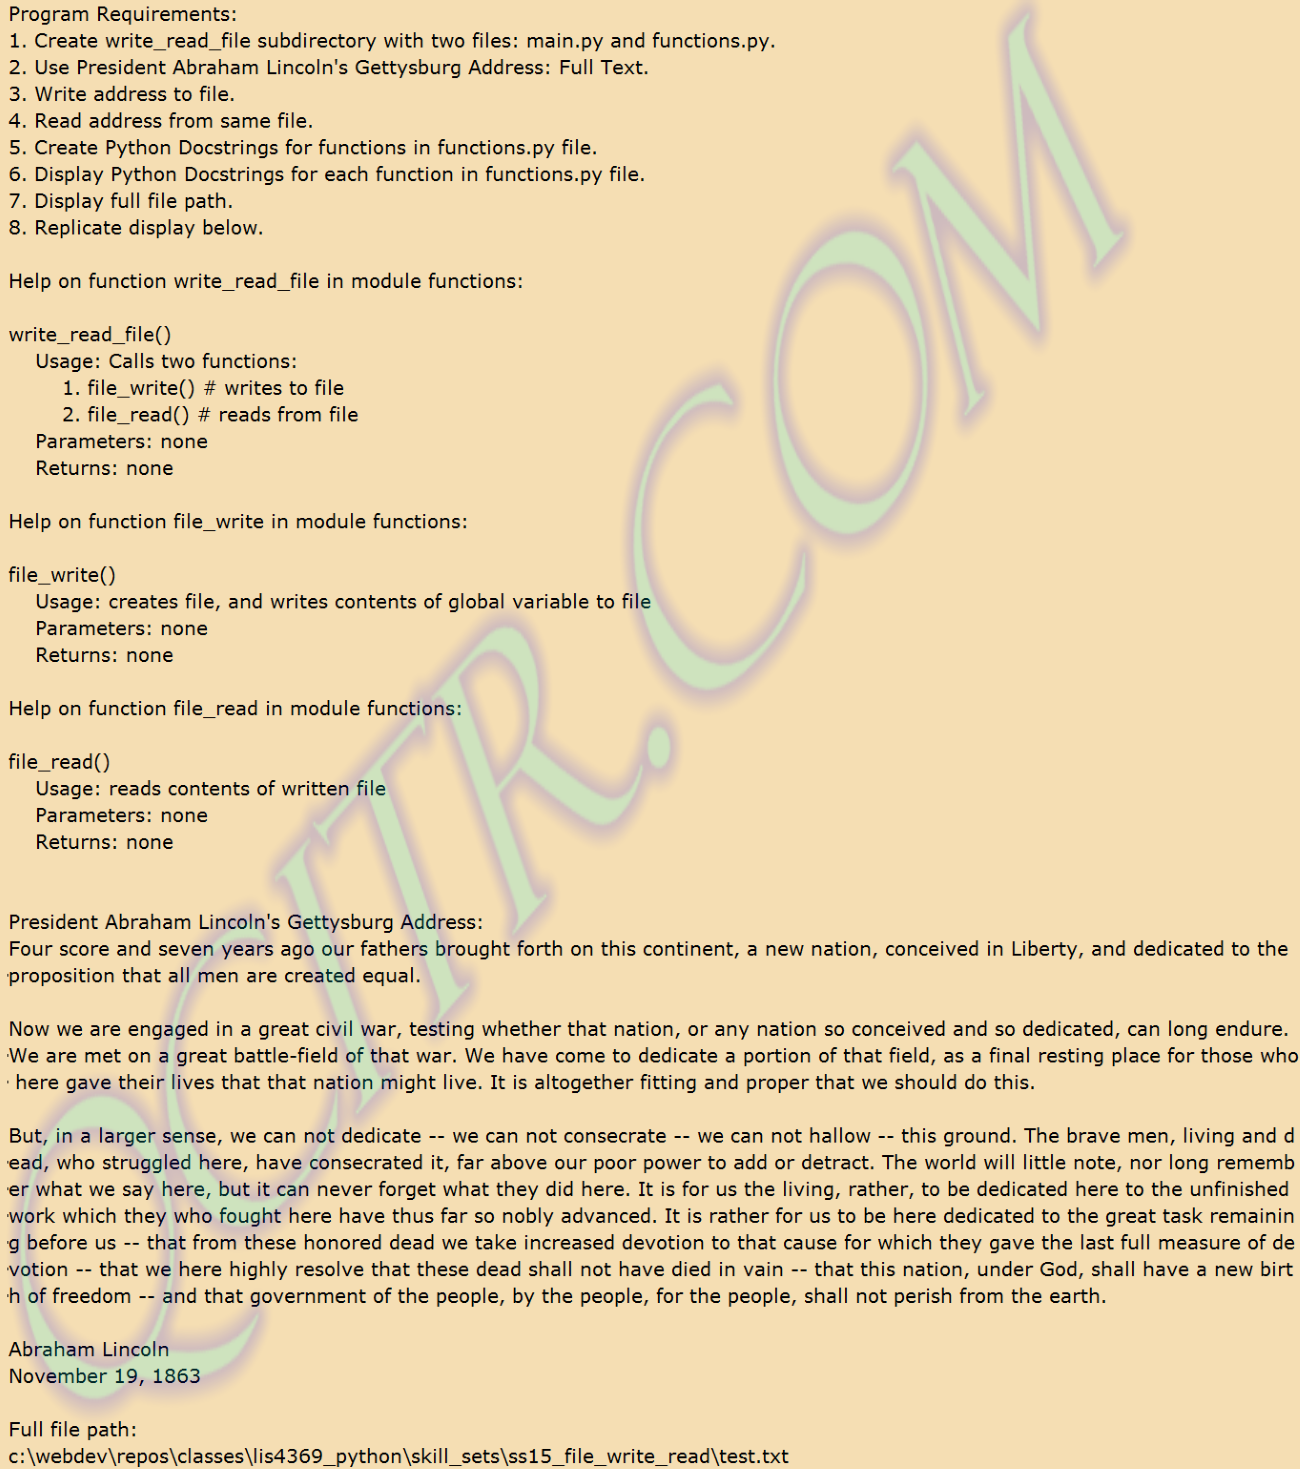 Program Requirements:
1. Create write_read_file subdirectory with two files: main.py and functions.py.
2. Use President Abraham Lincoln's Gettysburg Address: Full Text.
3. Write address to file.
4. Read address from same file.
5. Create Python Docstrings for functions in functions.py file.
6. Display Python Docstrings for each function in functions.py file.
7. Display full file path.
8. Replicate display below.

Help on function write_read_file in module functions:

write_read_file()
    Usage: Calls two functions:
        1. file_write() # writes to file
        2. file_read() # reads from file
    Parameters: none
    Returns: none

Help on function file_write in module functions:

file_write()
    Usage: creates file, and writes contents of global variable to file
    Parameters: none
    Returns: none

Help on function file_read in module functions:

file_read()
    Usage: reads contents of written file
    Parameters: none
    Returns: none

President Abraham Lincoln's Gettysburg Address:
Four score and seven years ago our fathers brought forth on this continent, a new nation, conceived in Liberty, and dedicated to the
proposition that all men are created equal.

Now we are engaged in a great civil war, testing whether that nation, or any nation so conceived and so dedicated, can long endure.
We are met on a great battle-field of that war. We have come to dedicate a portion of that field, as a final resting place for those who
here gave their lives that that nation might live. It is altogether fitting and proper that we should do this.

But, in a larger sense, we can not dedicate -- we can not consecrate -- we can not hallow -- this ground. The brave men, living and d
ead, who struggled here, have consecrated it, far above our poor power to add or detract. The world will little note, nor long rememb
er what we say here, but it can never forget what they did here. It is for us the living, rather, to be dedicated here to the unfinished
work which they who fought here have thus far so nobly advanced. It is rather for us to be here dedicated to the great task remainin
g before us -- that from these honored dead we take increased devotion to that cause for which they gave the last full measure of de
votion -- that we here highly resolve that these dead shall not have died in vain -- that this nation, under God, shall have a new birt
h of freedom -- and that government of the people, by the people, for the people, shall not perish from the earth.

Abraham Lincoln
November 19, 1863

Full file path:
c:\webdev\repos\classes\lis4369_python\skill_sets\ss15_file_write_read\test.txt
QCITR.COM